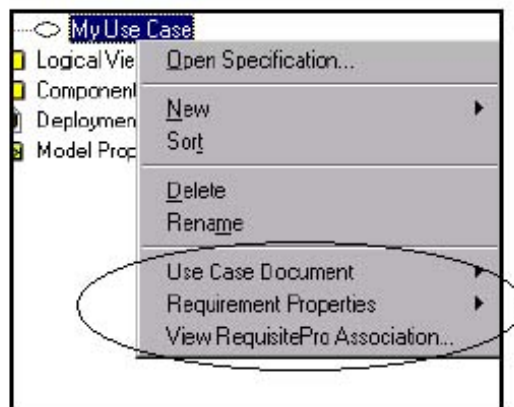 My Use Case
Logical Vie
Open Specification...
Component
New
Deploymen
Sort
Model Prop
Delete
Rename
Use Case Document
Requirement Properties
View RequisitePro Association...